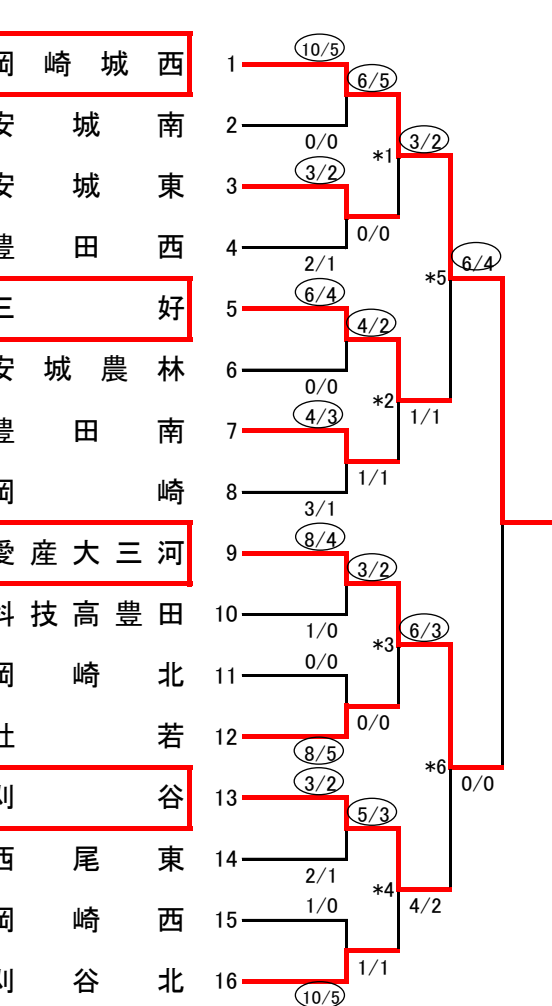 10/5
岡崎城西 1
6/5
安城南 2
0/0
3/2
*1
3/2
安城東 3
0/0
豊田西 4
2/1
6/4
*5
6/4
三好 5
4/2
安城農林 6
0/0
*2
1/1
4/3
豊田南 7
1/1
岡崎 8
3/1
8/4
愛産大三河 9
3/2
科技高豊田 10
1/0
*3
6/3
0/0
岡崎北 11
0/0
杜若 12
8/5
*6
0/0
3/2
刈谷 13
5/3
西尾東 14
2/1
*4
4/2
1/0
岡崎西 15
1/1
刈谷北 16
10/5